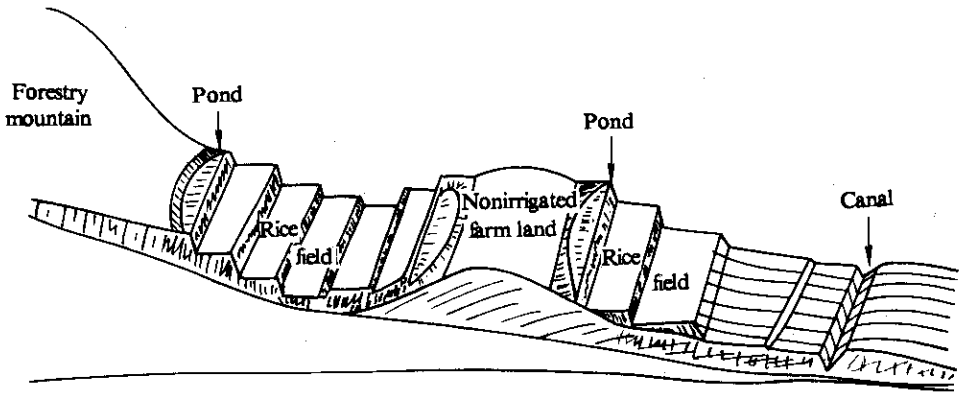 Forestry
mountain
Pond
Rice
field
Nonirrigated
farm land
Pond
Rice
field
Canal